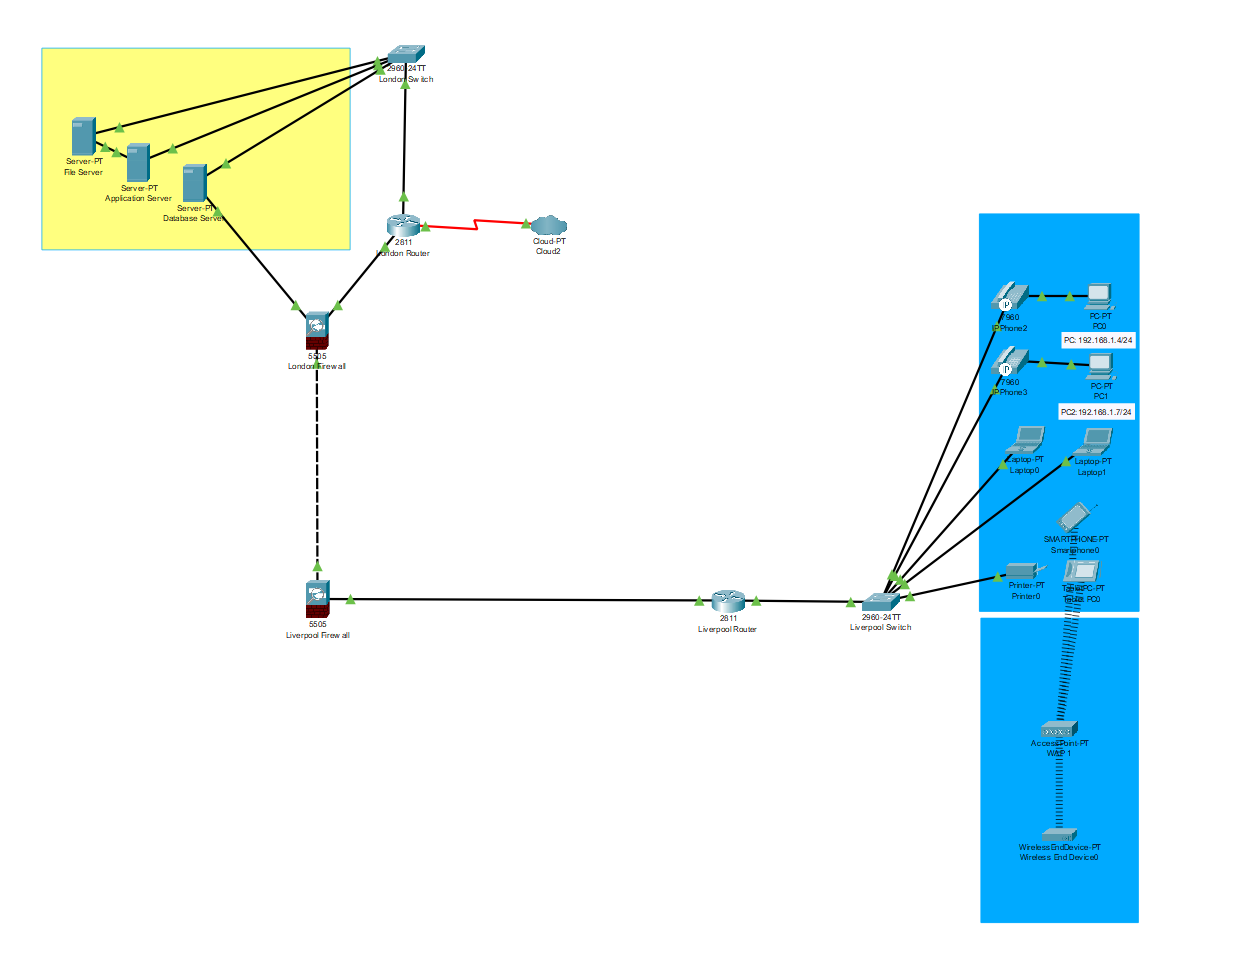 2960-24TT
London Switch
Server-PT
File Server
Server-PT
Application Server
Server-PT
Database Server
2811
London Router
Cloud-PT
Cloud2
5505
London Firewall
7960
IP Phone2
PC-PT
PC0
PC: 192.168.1.4/24
7960
IP Phone3
PC-PT
PC1
PC2:192.168.1.7/24
Laptop-PT
Laptop0
Laptop-PT
Laptop1
SMARTPHONE-PT
Smartphone0
Printer-PT
Printer0
TabletPC-PT
Tablet PC0
5505
Liverpool Firewall
2811
Liverpool Router
2960-24TT
Liverpool Switch
AccessPoint-PT
WAP 1
WirelessEndDevice-PT
Wireless End Device0